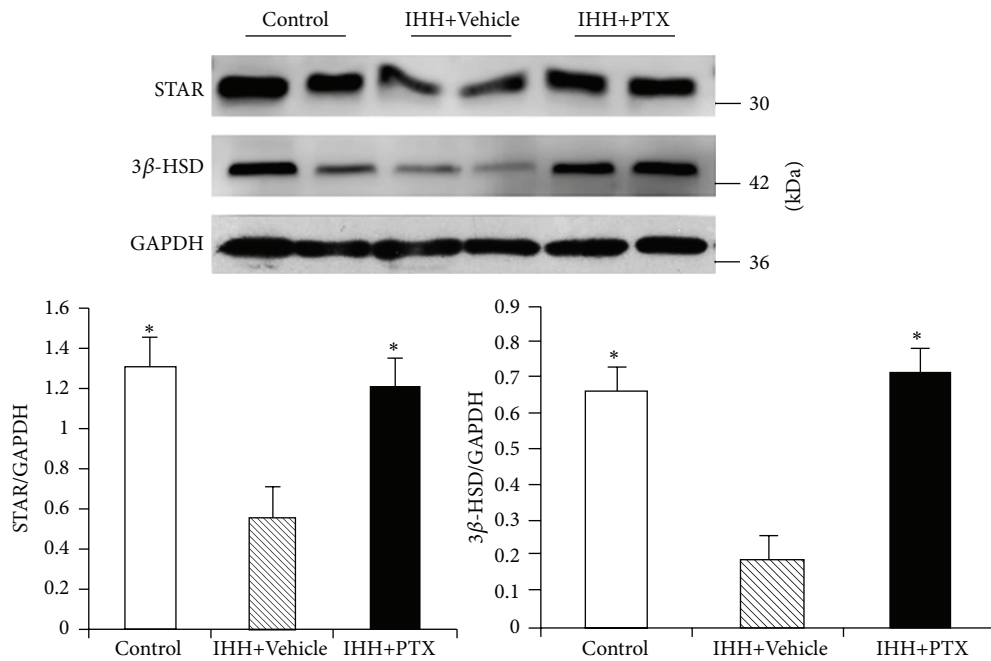 Control IHH+Vehicle IHH+PTX
STAR
30
3β-HSD
42
(kDa)
GAPDH
36
STAR/GAPDH
1.6
1.4
1.2
1
0.8
0.6
0.4
0.2
0
*
*
Control IHH+Vehicle IHH+PTX
3β-HSD/GAPDH
0.9
0.8
0.7
0.6
0.5
0.4
0.3
0.2
0.1
0
*
*
Control IHH+Vehicle IHH+PTX